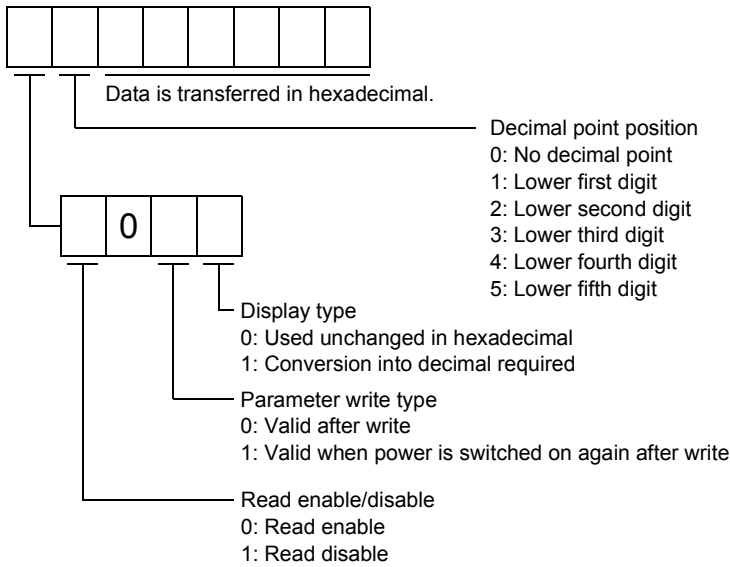 Data is transferred in hexadecimal.
Decimal point position
0: No decimal point
1: Lower first digit
2: Lower second digit
3: Lower third digit
4: Lower fourth digit
5: Lower fifth digit
0
Display type
0: Used unchanged in hexadecimal
1: Conversion into decimal required
Parameter write type
0: Valid after write
1: Valid when power is switched on again after write
Read enable/disable
0: Read enable
1: Read disable